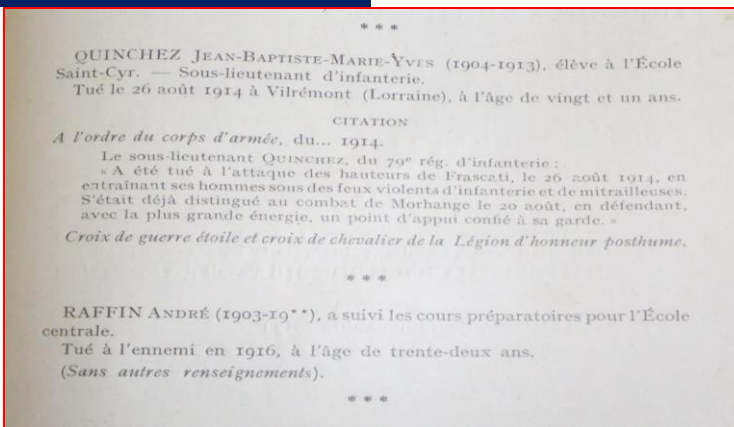 * * *
QUINCHEZ JEAN-BAPTISTE-MARIE-YVES (1904-1913), élève à l'École
Saint-Cyr. — Sous-lieutenant d'infanterie.
Tué le 26 août 1914 à Vilrémont (Lorraine), à l'âge de vingt et un ans.
CITATION
A l'ordre du corps d'armée, du... 1914.
Le sous-lieutenant QUINCHEZ, du 79e rég. d'infanterie :
« A été tué à l'attaque des hauteurs de Frascati, le 26 août 1914, en
entraînant ses hommes sous des feux violents d'infanterie et de mitrailleuses.
S'était déjà distingué au combat de Morhange le 20 août, en défendant,
avec la plus grande énergie, un point d'appui confié à sa garde. »
Croix de guerre étoile et croix de chevalier de la Légion d'honneur posthume.
* * *
RAFFIN ANDRÉ (1903-19**), a suivi les cours préparatoires pour l'École
centrale.
Tué à l'ennemi en 1916, à l'âge de trente-deux ans.
(Sans autres renseignements).
* * *